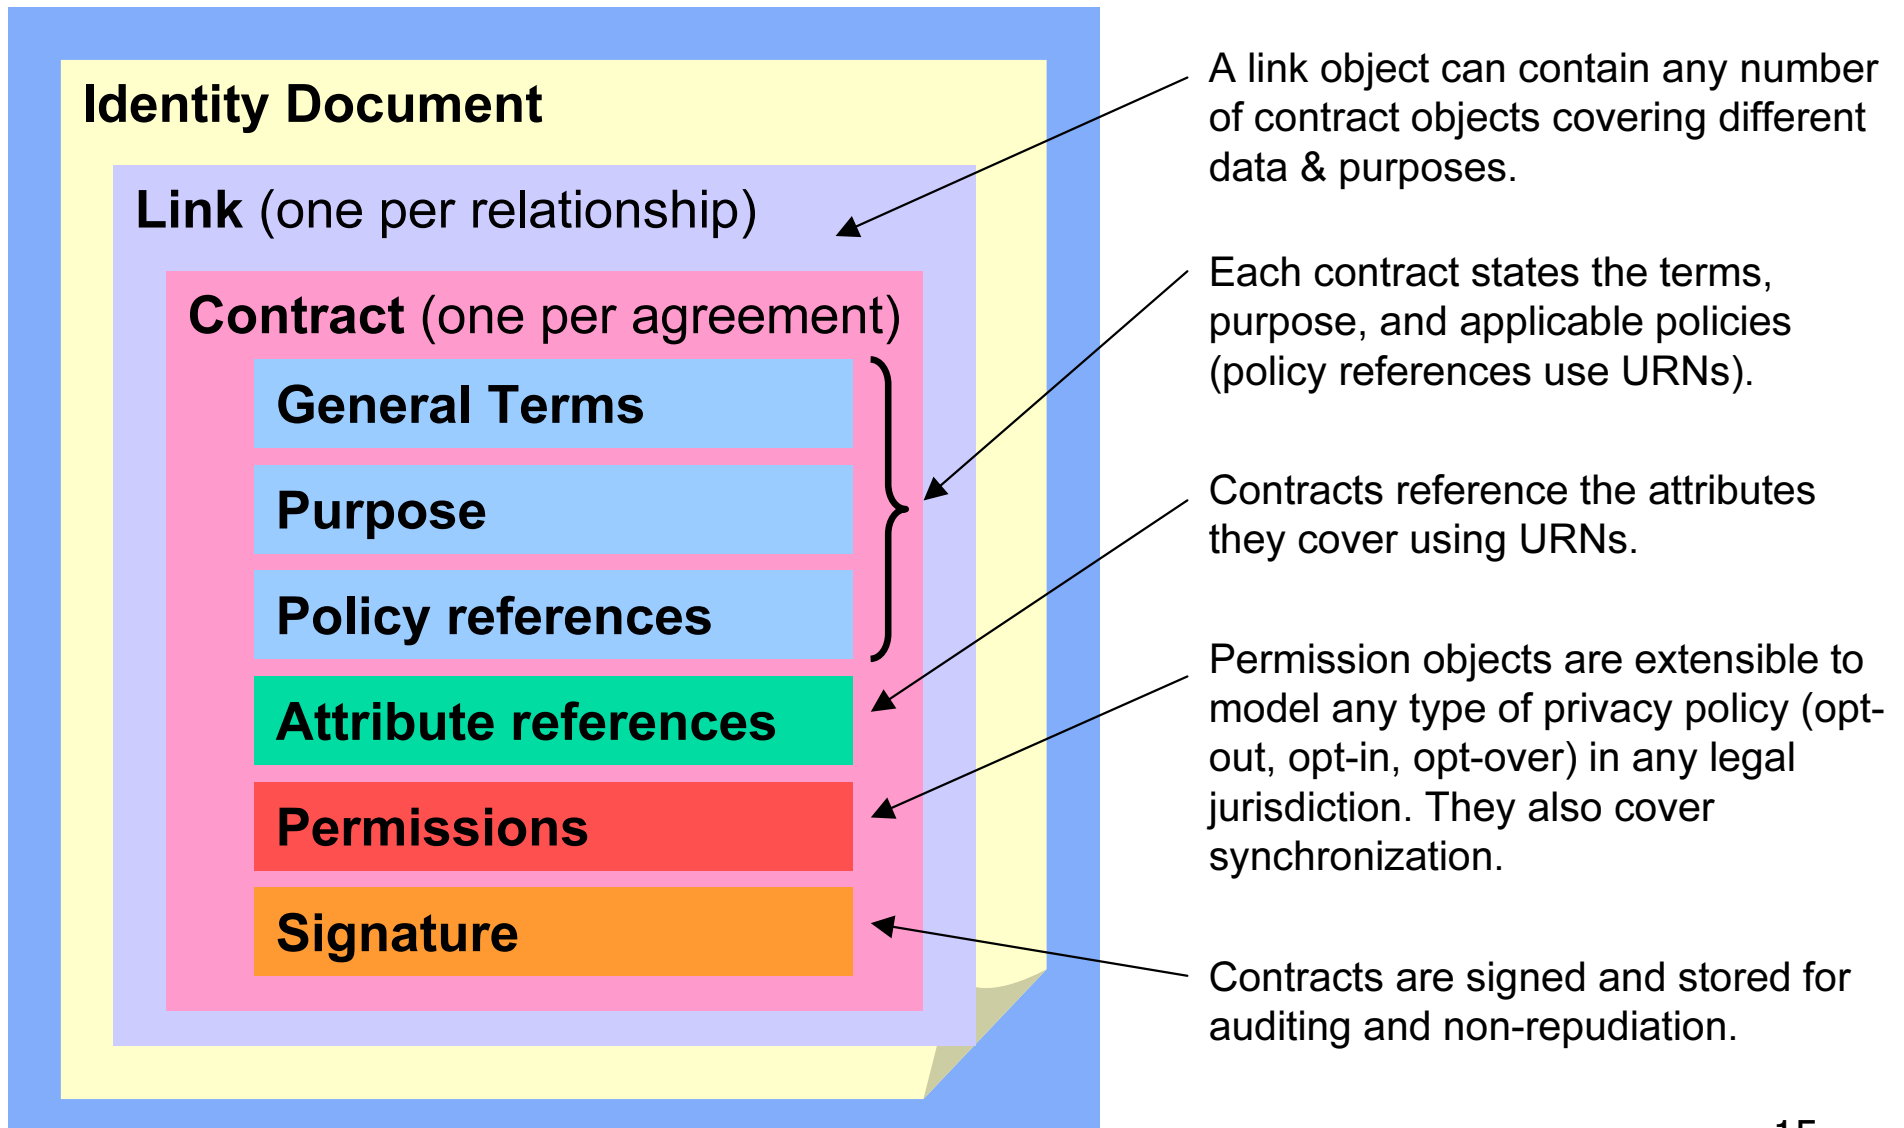 Identity Document
Link (one per relationship)
Contract (one per agreement)
General Terms
Purpose
Policy references
Attribute references
Permissions
Signature
A link object can contain any number
of contract objects covering different
data & purposes.
Each contract states the terms,
purpose, and applicable policies
(policy references use URNs).
Contracts reference the attributes
they cover using URNs.
Permission objects are extensible to
model any type of privacy policy (opt-
out, opt-in, opt-over) in any legal
jurisdiction. They also cover
synchronization.
Contracts are signed and stored for
auditing and non-repudiation.